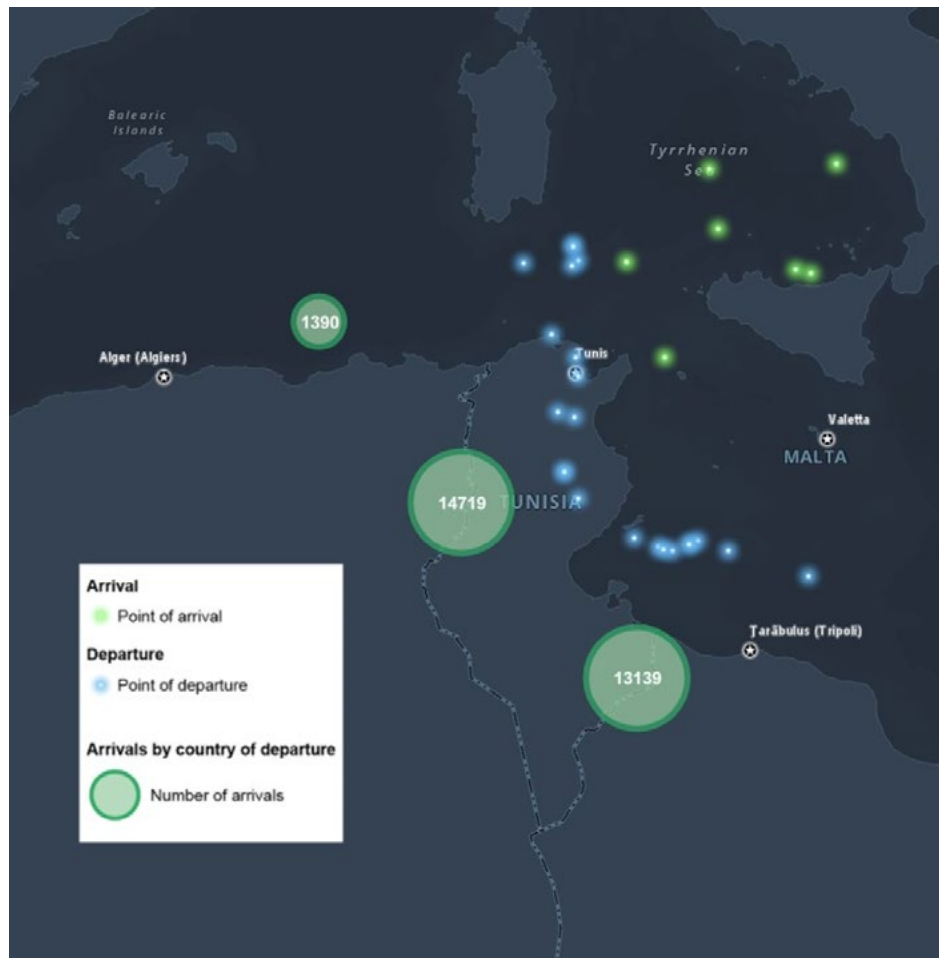 Balearic
Islands
Tyrrhenian
Sea
1390
Alger (Algiers)
Tunis
Valetta
MALTA
14719
TUNISIA
Arrival
Point of arrival
Departure
Point of departure
Arrivals by country of departure
Number of arrivals
Ţarābulus (Tripoli)
13139